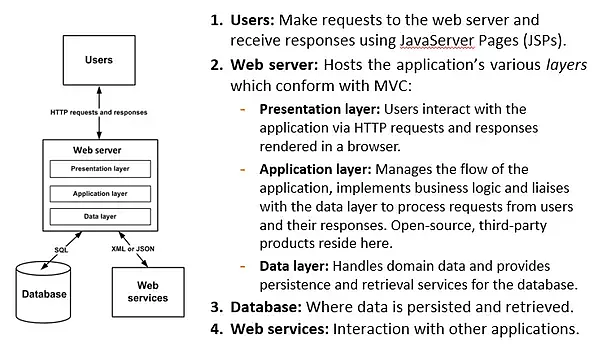 Users
HTTP requests and responses
Web server
Presentation layer
Application layer
Data layer
SQL
XML or JSON
Database
Web
services
1. Users: Make requests to the web server and
receive responses using JavaServer Pages (JSPs).
2. Web server: Hosts the application's various layers
which conform with MVC:
- Presentation layer: Users interact with the
application via HTTP requests and responses
rendered in a browser.
- Application layer: Manages the flow of the
application, implements business logic and liaises
with the data layer to process requests from users
and their responses. Open-source, third-party
products reside here.
- Data layer: Handles domain data and provides
persistence and retrieval services for the database.
3. Database: Where data is persisted and retrieved.
4. Web services: Interaction with other applications.